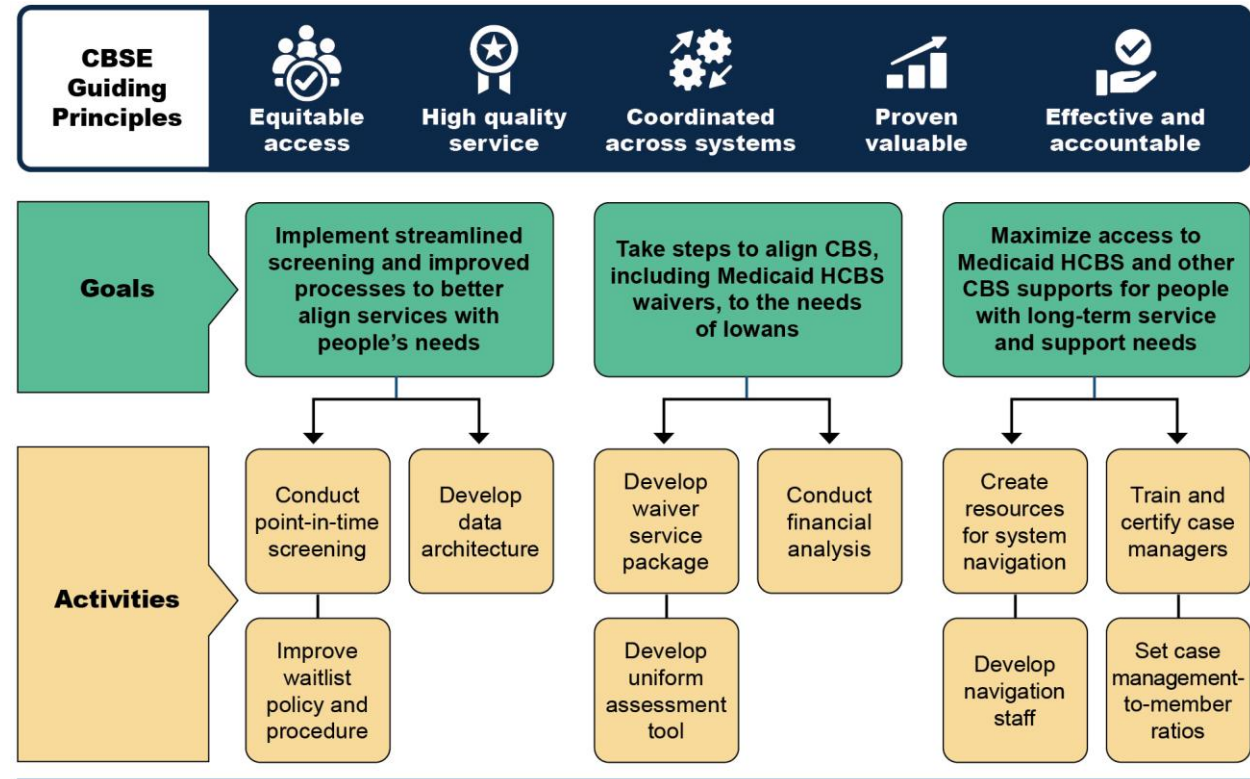 CBSE
Guiding
Principles
Equitable
access
High quality
service
Coordinated
across systems
Proven
valuable
Effective and
accountable
Goals
Implement streamlined
screening and improved
processes to better
align services with
people’s needs
Take steps to align CBS,
including Medicaid HCBS
waivers, to the needs
of Iowans
Maximize access to
Medicaid HCBS and other
CBS supports for people
with long-term service
and support needs
Activities
Conduct
point-in-time
screening
Develop
data
architecture
Develop
waiver
service
package
Conduct
financial
analysis
Create
resources
for system
navigation
Train and
certify case
managers
Improve
waitlist
policy and
procedure
Develop
uniform
assessment
tool
Develop
navigation
staff
Set case
management-
to-member
ratios